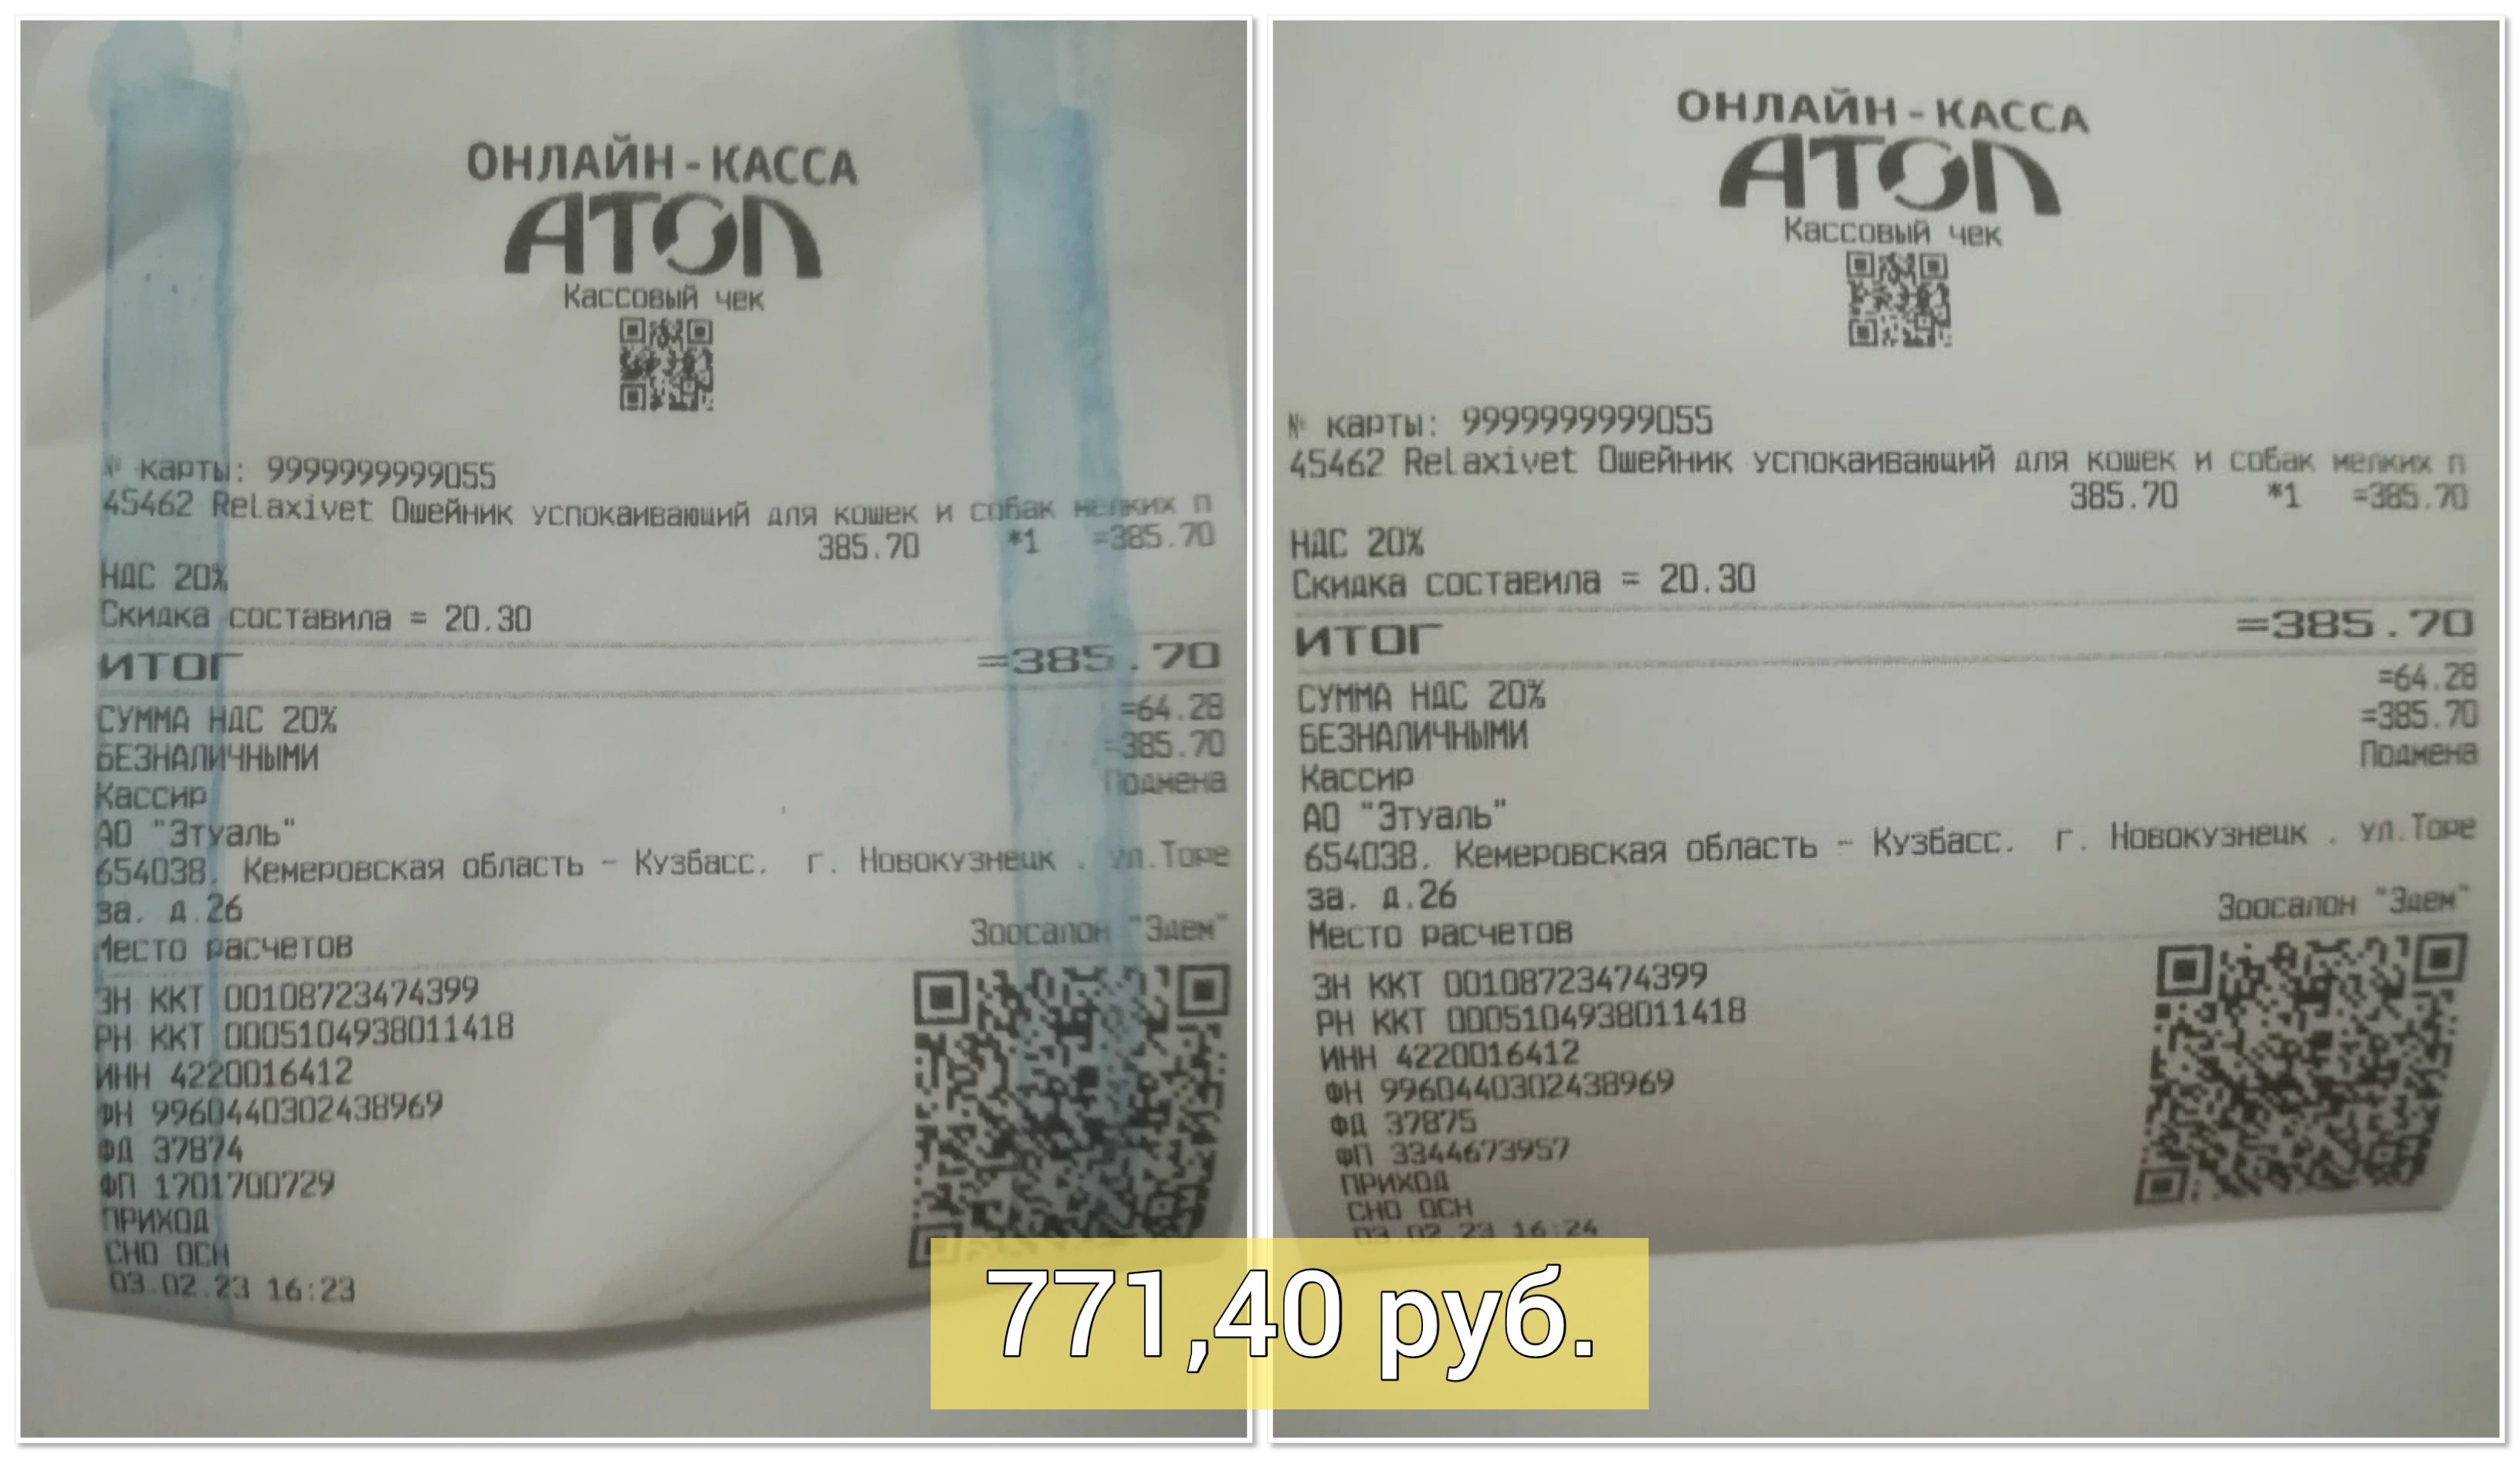 ОНЛАЙН-КАССА
АТОЛ
Кассовый чек
№ карты: 9999999999055
45462 Relaxivet Ошейник успокаивающий для кошек и собак мелких п
385.70 *1 =385.70
НДС 20%
Скидка составила = 20.30
ИТОГ =385.70
СУММА НДС 20% =64.28
БЕЗНАЛИЧНЫМИ =385.70
Кассир Подмена
АО "Этуаль"
654038, Кемеровская область - Кузбасс, г. Новокузнецк , ул.Торе
за, д.26
Место расчетов Зоосалон "Эдем"
ЗН ККТ 00108723474399
РН ККТ 0005104938011418
ИНН 4220016412
ФН 9960440302438969
ФД 37874
ФП 1701700729
ПРИХОД
СНО ОСН
03.02.23 16:23
ОНЛАЙН-КАССА
АТОЛ
Кассовый чек
№ карты: 9999999999055
45462 Relaxivet Ошейник успокаивающий для кошек и собак мелких п
385.70 *1 =385.70
НДС 20%
Скидка составила = 20.30
ИТОГ =385.70
СУММА НДС 20% =64.28
БЕЗНАЛИЧНЫМИ =385.70
Кассир Подмена
АО "Этуаль"
654038, Кемеровская область - Кузбасс, г. Новокузнецк , ул.Торе
за, д.26
Место расчетов Зоосалон "Эдем"
ЗН ККТ 00108723474399
РН ККТ 0005104938011418
ИНН 4220016412
ФН 9960440302438969
ФД 37875
ФП 3344673957
ПРИХОД
СНО ОСН
03.02.23 16:24
771,40 руб.